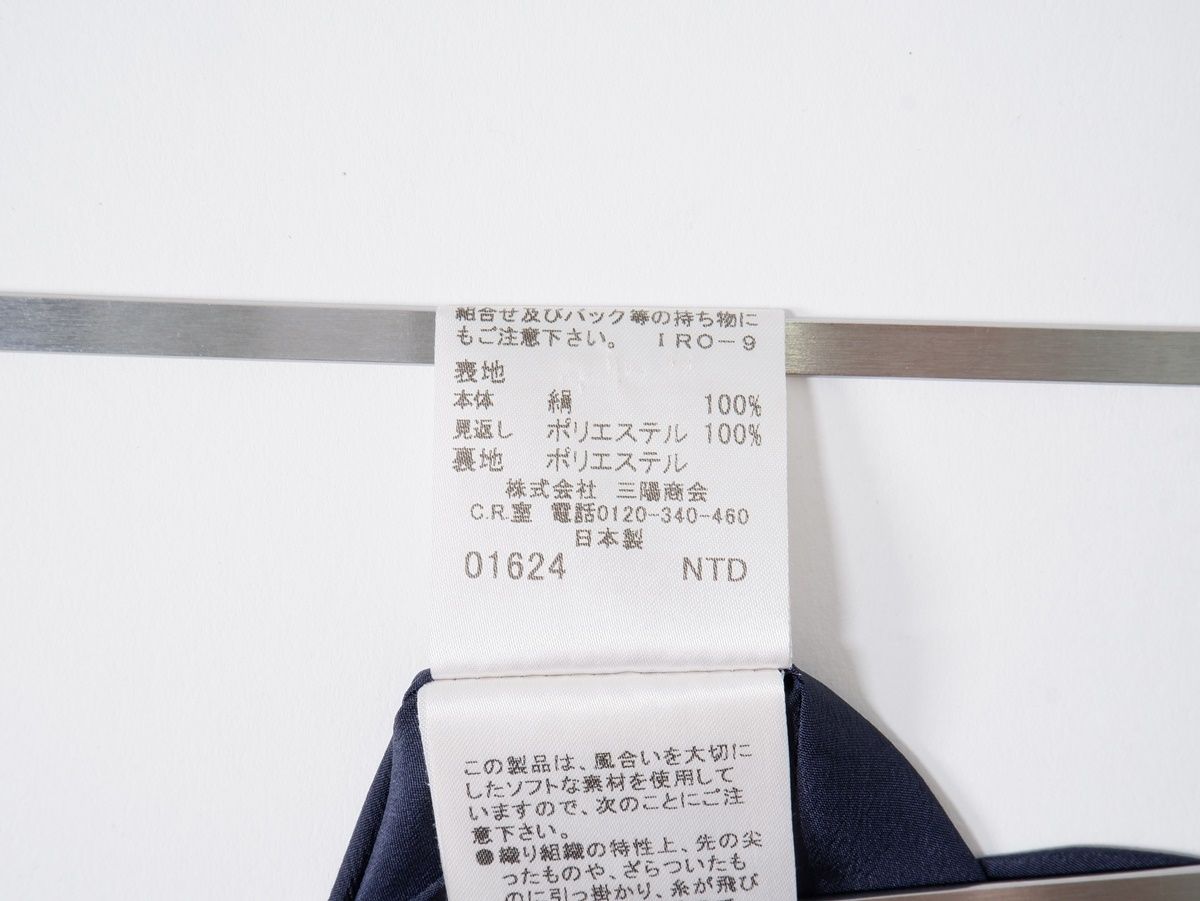 組合せ及びバック等の持ち物に
もご注意下さい。 IRO-9
表地
本体 絹 100%
見返し ポリエステル 100%
裏地 ポリエステル
株式会社 三陽商会
C.R.室 電話0120-340-460
日本製
01624 NTD
この製品は、風合いを大切に
したソフトな素材を使用して
いますので、次のことにご注
意下さい。
●織り組織の特性上、先の尖
ったものや、ざらついたも
のに引っ掛かり、糸が飛び